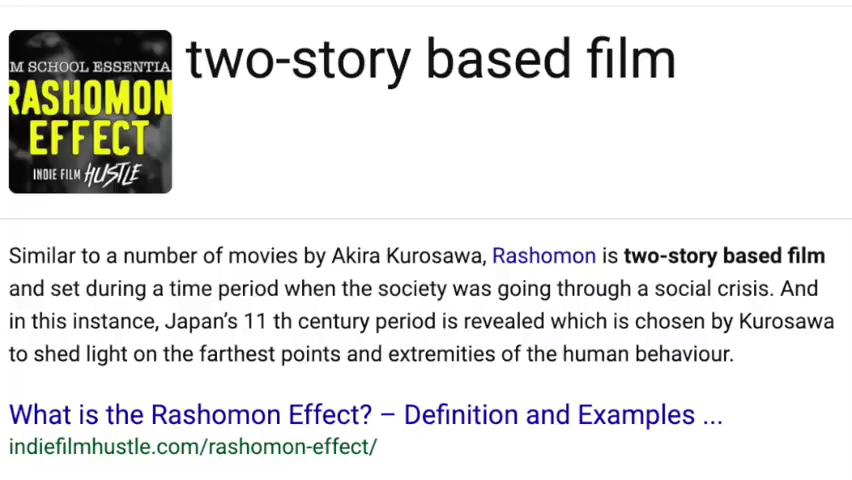 M SCHOOL ESSENTIA
RASHOMON
EFFECT
INDIE FILM HUSTLE
two-story based film
Similar to a number of movies by Akira Kurosawa, Rashomon is two-story based film
and set during a time period when the society was going through a social crisis. And
in this instance, Japan's 11 th century period is revealed which is chosen by Kurosawa
to shed light on the farthest points and extremities of the human behaviour.
What is the Rashomon Effect? – Definition and Examples ...
indiefilmhustle.com/rashomon-effect/